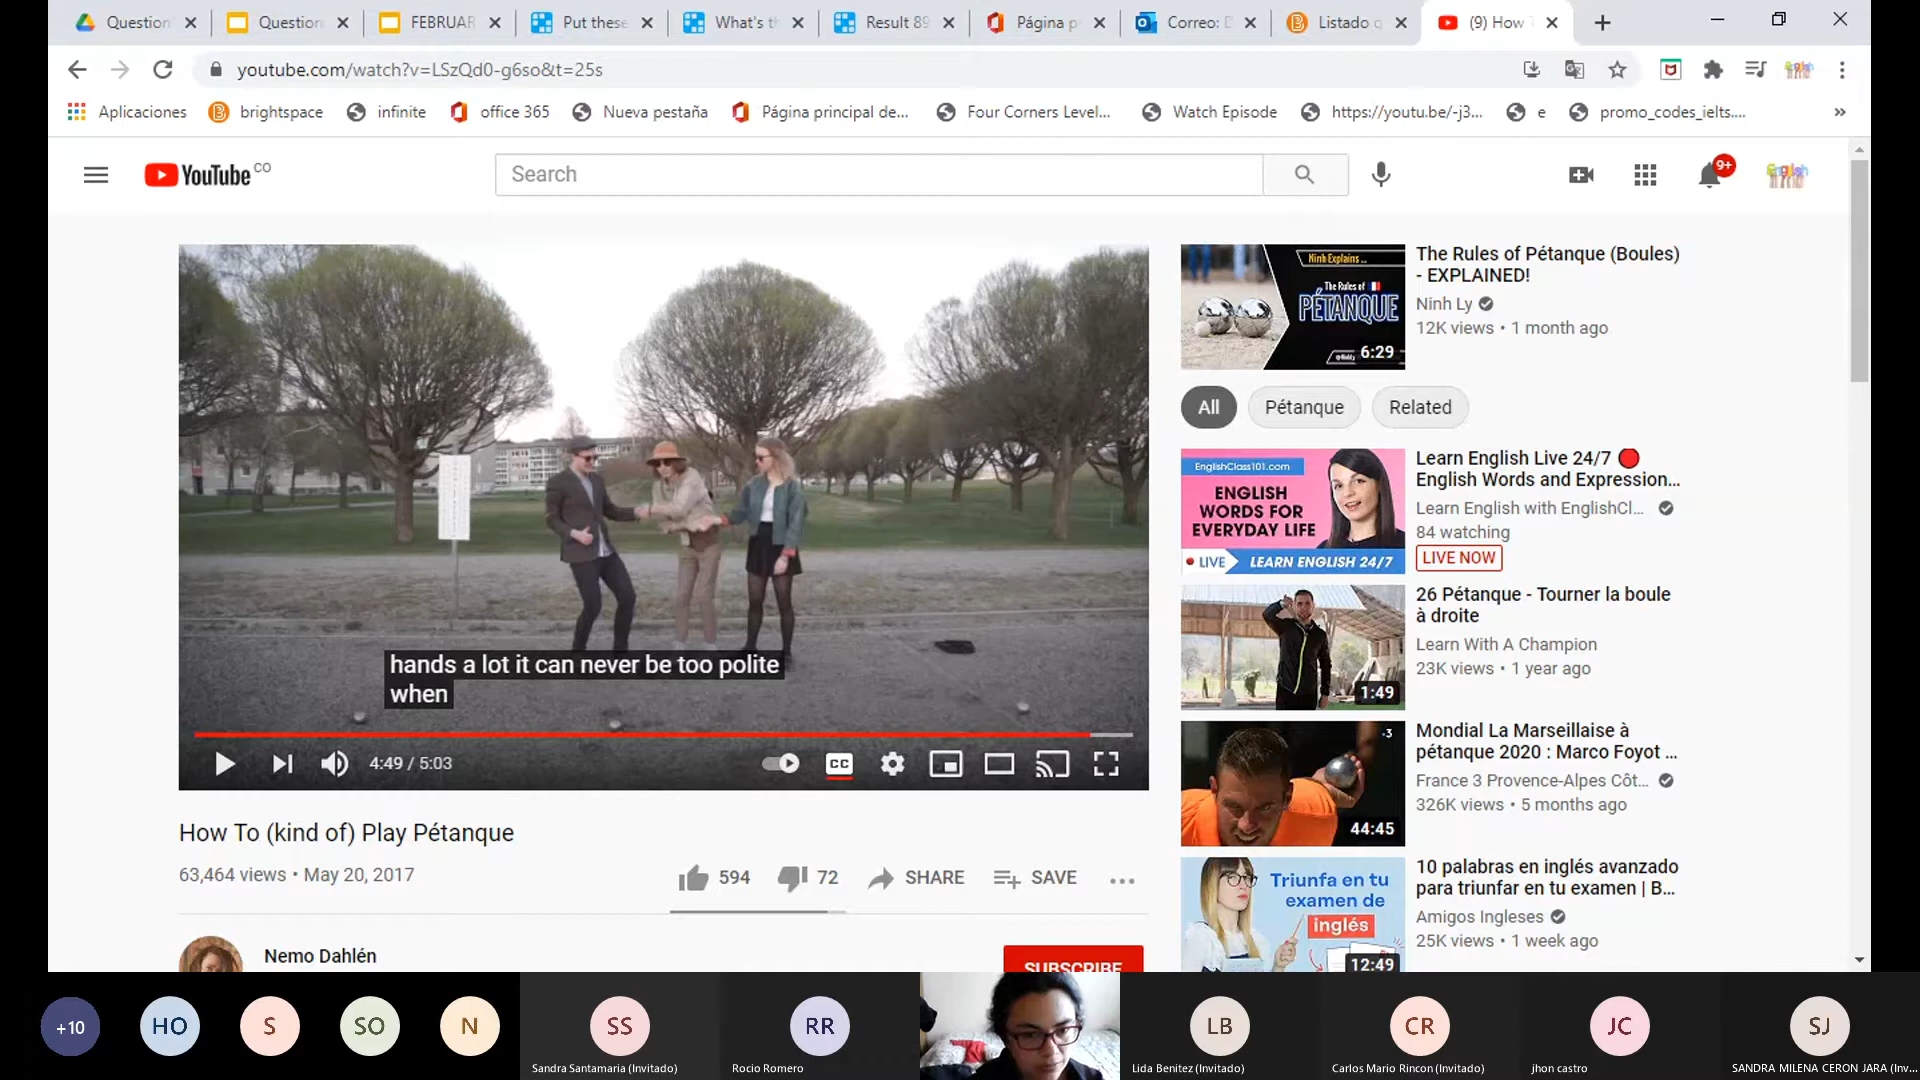 Question
Question
FEBRUAR
Put these
What's th
Result 89
Página p
Correo: D
Listado
(9) How T
youtube.com/watch?v=LSzQd0-g6so&t=25s
Aplicaciones
brightspace
infinite
office 365
Nueva pestaña
Página principal de...
Four Corners Level...
Watch Episode
https://youtu.be/-j3...
e
promo_codes_ielts....
»
YouTube CO
Search
9+
English
hands a lot it can never be too polite
when
4:49 / 5:03
CC
How To (kind of) Play Pétanque
63,464 views • May 20, 2017
594
72
SHARE
SAVE
Nemo Dahlén
SUBSCRIBE
Ninh Explains ...
The Rules of
PÉTANQUE
6:29
The Rules of Pétanque (Boules)
- EXPLAINED!
Ninh Ly
12K views • 1 month ago
All
Pétanque
Related
EnglishClass101.com
ENGLISH
WORDS FOR
EVERYDAY LIFE
LIVE
LEARN ENGLISH 24/7
Learn English Live 24/7
English Words and Expression...
Learn English with EnglishCl...
84 watching
LIVE NOW
1:49
26 Pétanque - Tourner la boule
à droite
Learn With A Champion
23K views • 1 year ago
-3
44:45
Mondial La Marseillaise à
pétanque 2020 : Marco Foyot ...
France 3 Provence-Alpes Côt...
326K views • 5 months ago
Triunfa en tu
examen de
inglés
12:49
10 palabras en inglés avanzado
para triunfar en tu examen | B...
Amigos Ingleses
25K views • 1 week ago
+10
HO
S
SO
N
SS
Sandra Santamaria (Invitado)
RR
Rocio Romero
LB
Lida Benitez (Invitado)
CR
Carlos Mario Rincon (Invitado)
JC
jhon castro
SJ
SANDRA MILENA CERON JARA (Inv...